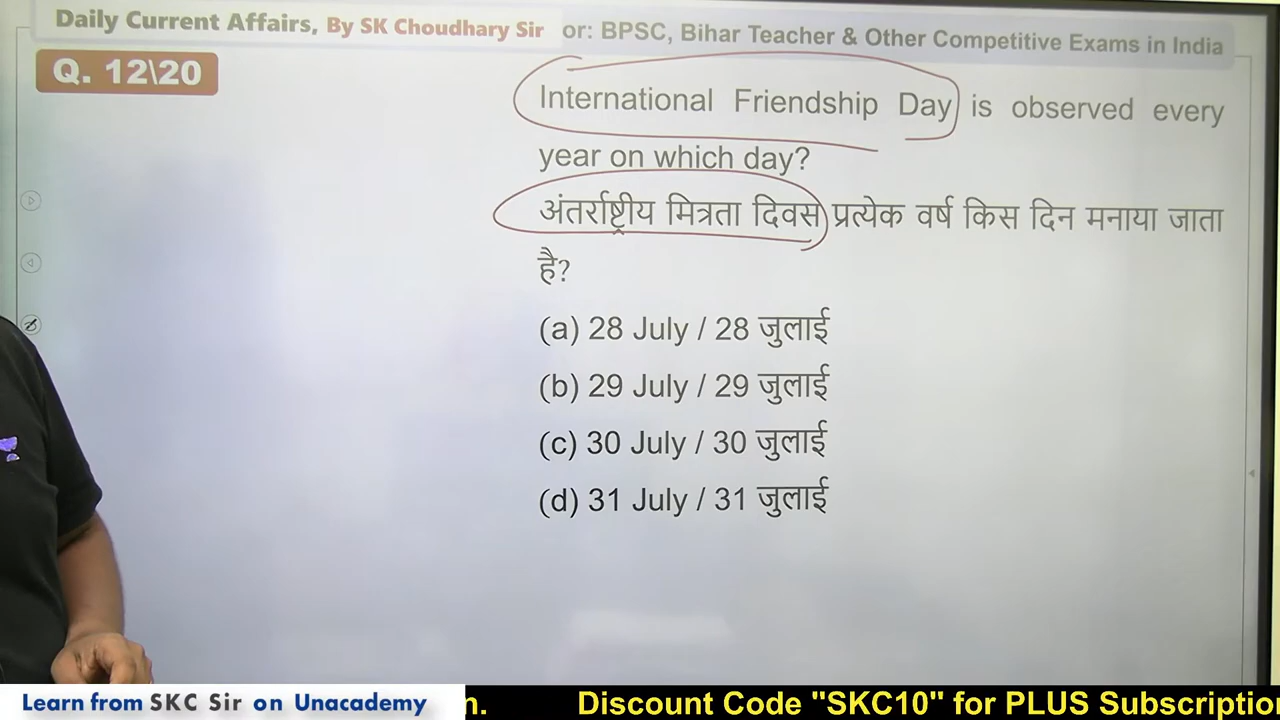 Daily Current Affairs, By SK Choudhary Sir or: BPSC, Bihar Teacher & Other Competitive Exams in India
Q. 12\20
International Friendship Day is observed every
year on which day?
अंतर्राष्ट्रीय मित्रता दिवस प्रत्येक वर्ष किस दिन मनाया जाता
है?
(a) 28 July / 28 जुलाई
(b) 29 July / 29 जुलाई
(c) 30 July / 30 जुलाई
(d) 31 July / 31 जुलाई
Learn from SKC Sir on Unacademy
Discount Code "SKC10" for PLUS Subscriptio